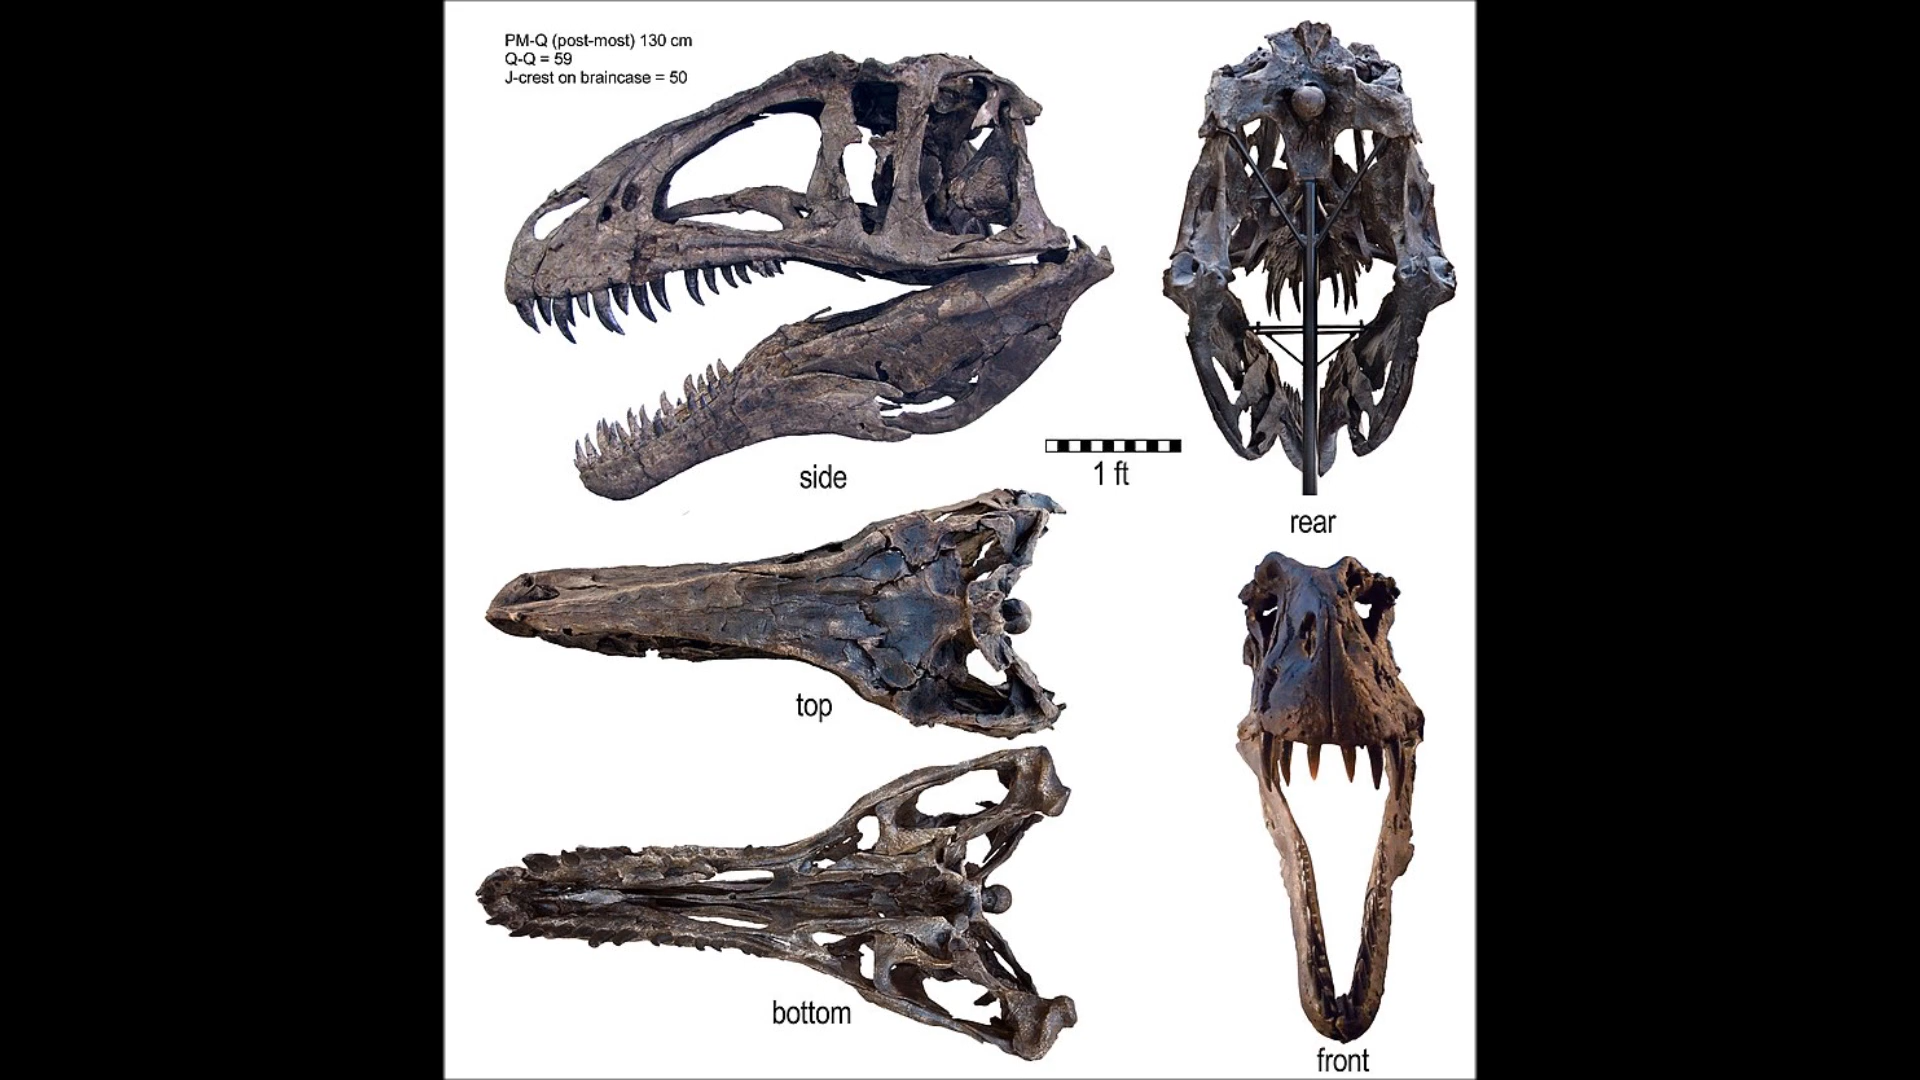 PM-Q (post-most) 130 cm
Q-Q = 59
J-crest on braincase = 50
side
1 ft
rear
top
bottom
front